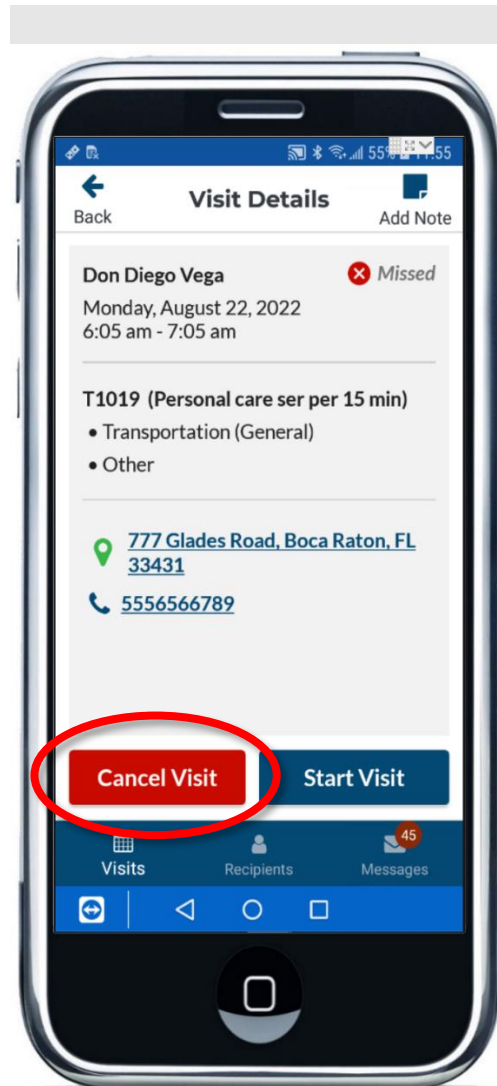 55%
:55
Back
Visit Details
Add Note
Don Diego Vega
Missed
Monday, August 22, 2022
6:05 am - 7:05 am
T1019 (Personal care ser per 15 min)
• Transportation (General)
• Other
777 Glades Road, Boca Raton, FL
33431
5556566789
Cancel Visit
Start Visit
45
Visits
Recipients
Messages